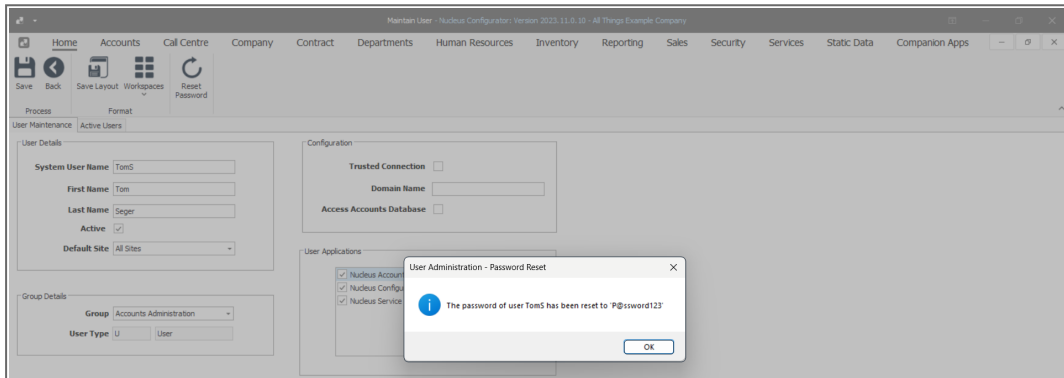 Maintain User - Nucleus Configurator: Version 2023.11.0.10 - All Things Example Company
Home Accounts Call Centre Company Contract Departments Human Resources Inventory Reporting Sales Security Services Static Data Companion Apps
Save Back Save Layout Workspaces Reset Password
Process Format
User Maintenance Active Users
User Details
System User Name TomS
First Name Tom
Last Name Seger
Active
Default Site All Sites
Group Details
Group Accounts Administration
User Type U User
Configuration
Trusted Connection
Domain Name
Access Accounts Database
User Applications
Nucleus Account
Nucleus Configu
Nucleus Service
User Administration - Password Reset
The password of user TomS has been reset to 'P@ssword123'
OK